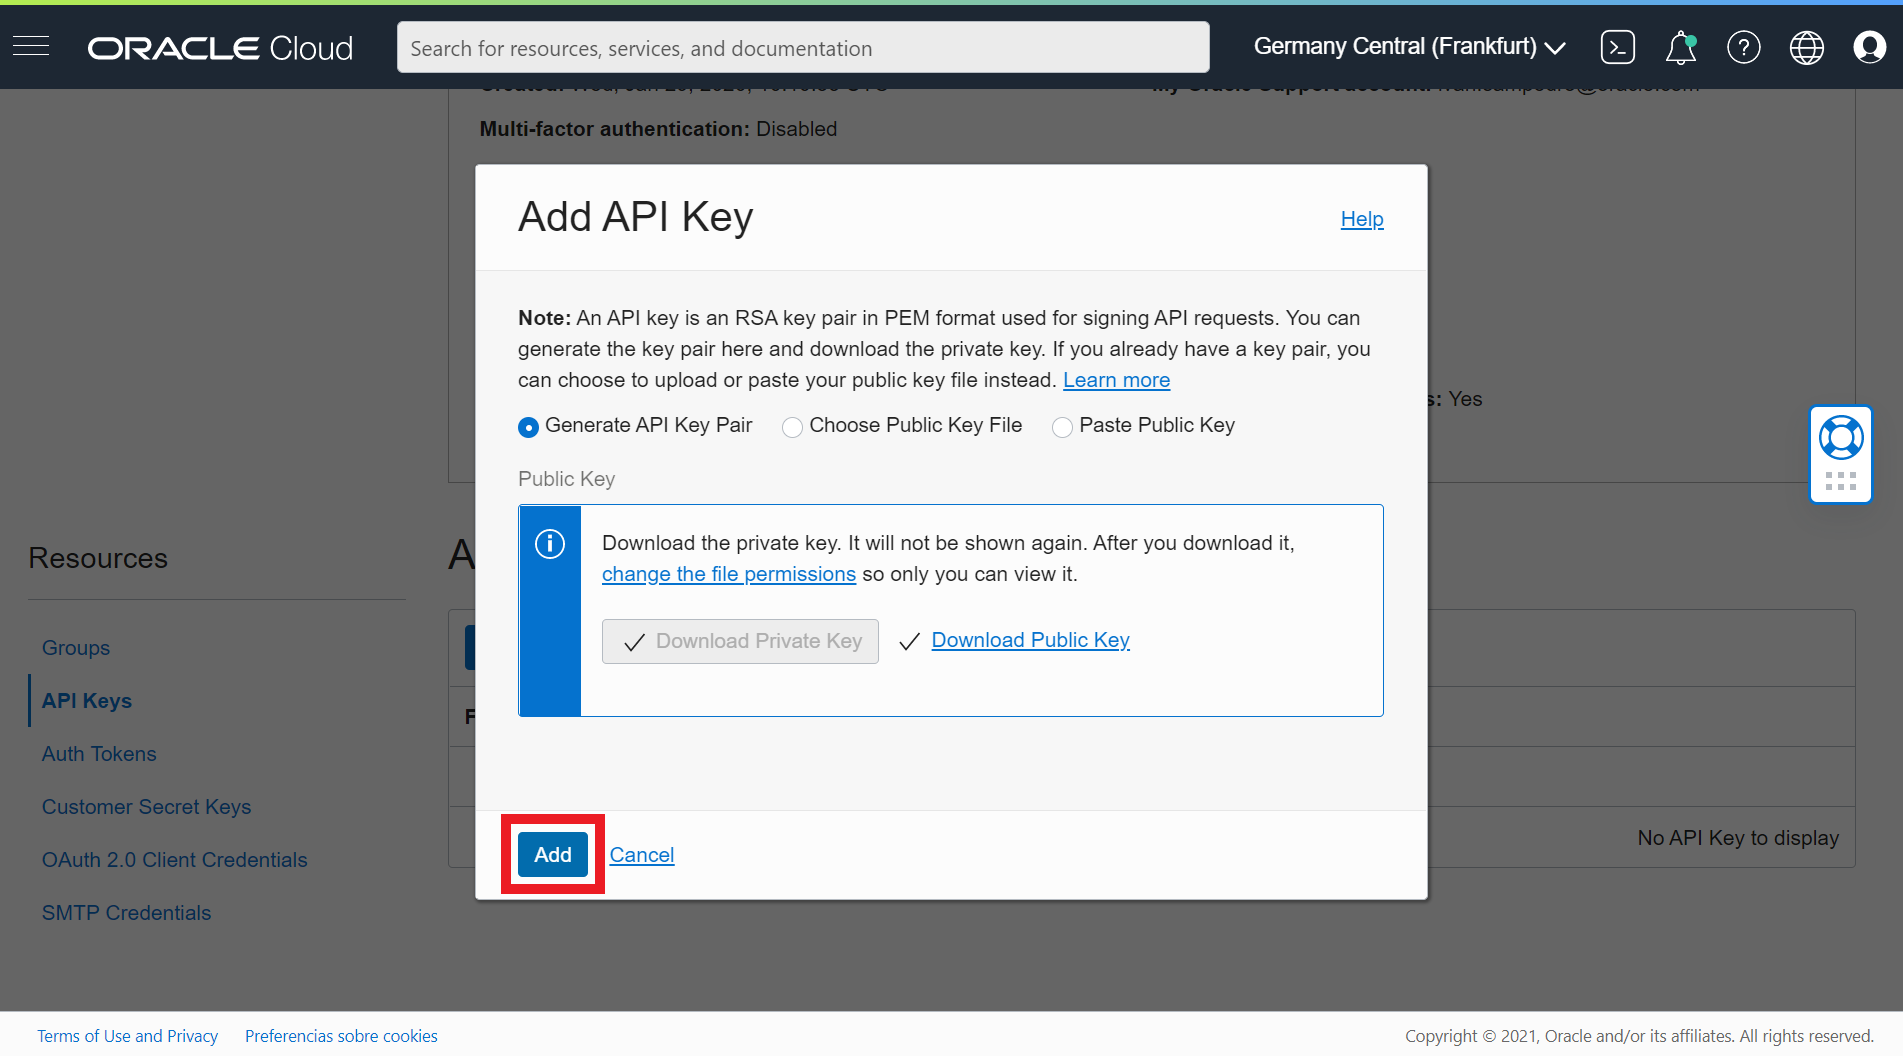 ORACLE Cloud
Search for resources, services, and documentation
Germany Central (Frankfurt)
Multi-factor authentication: Disabled
Add API Key
Help
Note: An API key is an RSA key pair in PEM format used for signing API requests. You can
generate the key pair here and download the private key. If you already have a key pair, you
can choose to upload or paste your public key file instead. Learn more
s: Yes
Generate API Key Pair
Choose Public Key File
Paste Public Key
Public Key
Download the private key. It will not be shown again. After you download it,
change the file permissions so only you can view it.
Download Private Key
Download Public Key
Resources
A
Groups
API Keys
F
Auth Tokens
Customer Secret Keys
OAuth 2.0 Client Credentials
SMTP Credentials
No API Key to display
Add
Cancel
Terms of Use and Privacy
Preferencias sobre cookies
Copyright © 2021, Oracle and/or its affiliates. All rights reserved.